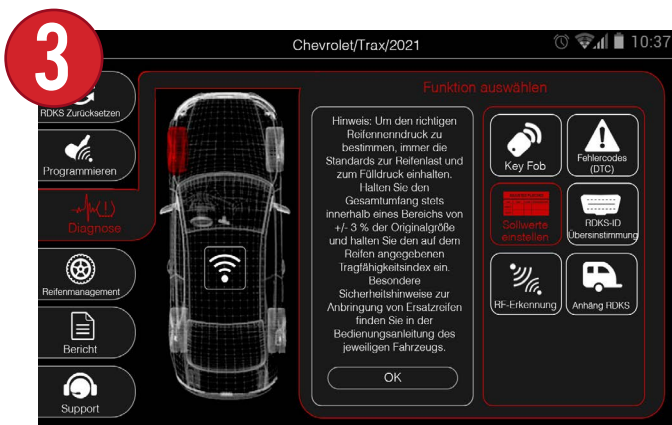 3
Chevrolet/Trax/2021
10:37
RDKS Zurücksetzen
Programmieren
Diagnose
Reifenmanagement
Bericht
Support
Funktion auswählen
Hinweis: Um den richtigen
Reifennenndruck zu
bestimmen, immer die
Standards zur Reifenlast und
zum Fülldruck einhalten.
Halten Sie den
Gesamtumfang stets
innerhalb eines Bereichs von
+/- 3 % der Originalgröße
und halten Sie den auf dem
Reifen angegebenen
Tragfähigkeitsindex ein.
Besondere
Sicherheitshinweise zur
Anbringung von Ersatzreifen
finden Sie in der
Bedienungsanleitung des
jeweiligen Fahrzeugs.
OK
Key Fob
Fehlercodes
(DTC)
Sollwerte
einstellen
RDKS-ID
Übersinstimmung
RF-Erkennung
Anhäng RDKS